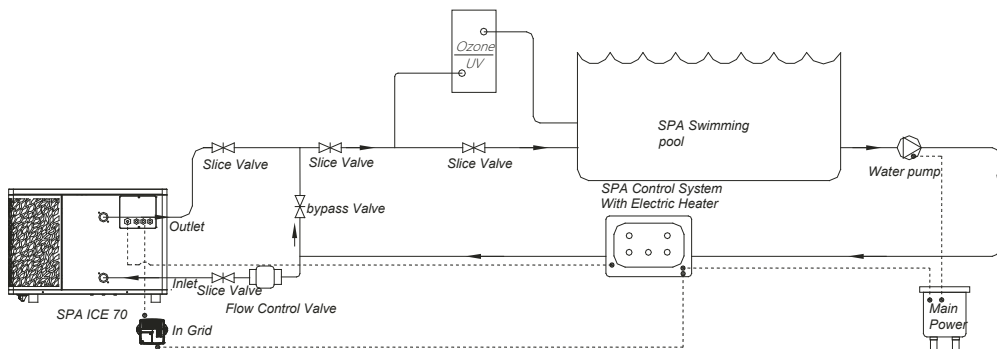 Ozone
UV
SPA Swimming
pool
Slice Valve
Slice Valve
Slice Valve
Water pump
SPA Control System
With Electric Heater
bypass Valve
Outlet
Inlet
Slice Valve
Flow Control Valve
SPA ICE 70
In Grid
Main
Power